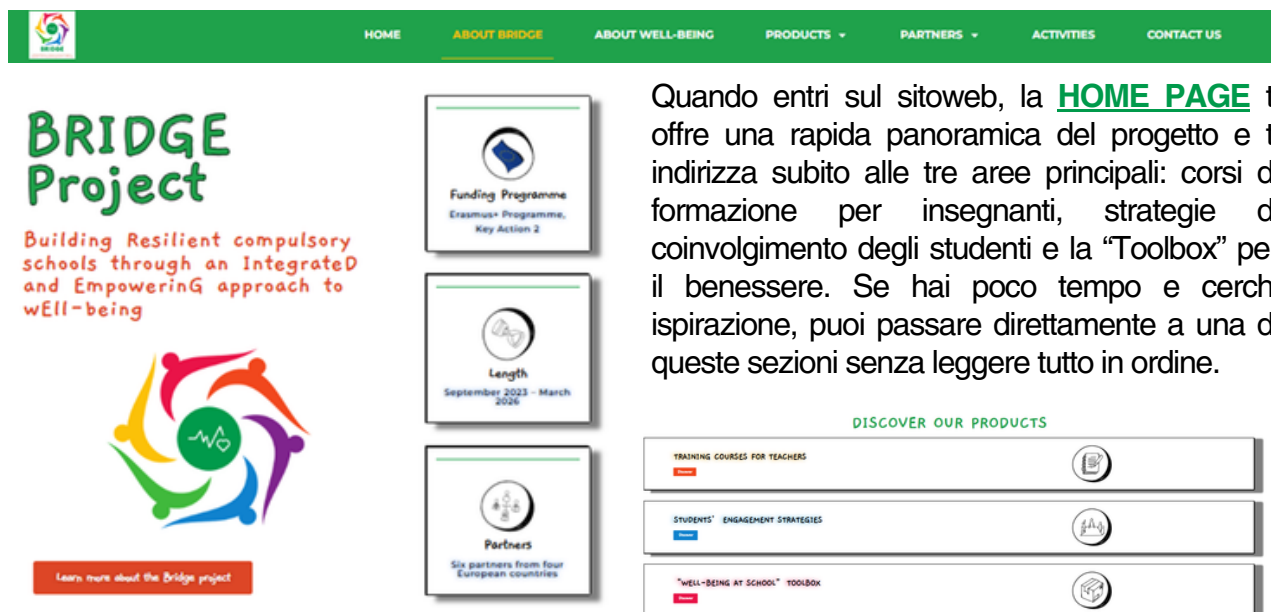 BRIDGE
HOME
ABOUT BRIDGE
ABOUT WELL-BEING
PRODUCTS
PARTNERS
ACTIVITIES
CONTACT US
BRIDGE
Project
Building Resilient compulsory
schools through an IntegrateD
and EmpowerinG approach to
wEll-being
Learn more about the Bridge project
Funding Programme
Erasmus+ Programme,
Key Action 2
Length
September 2023 - March
2026
Partners
Six partners from four
European countries
Quando entri sul sitoweb, la HOME PAGE t
offre una rapida panoramica del progetto e t
indirizza subito alle tre aree principali: corsi d
formazione per insegnanti, strategie d
coinvolgimento degli studenti e la “Toolbox” pe
il benessere. Se hai poco tempo e cerch
ispirazione, puoi passare direttamente a una d
queste sezioni senza leggere tutto in ordine.
DISCOVER OUR PRODUCTS
TRAINING COURSES FOR TEACHERS
STUDENTS' ENGAGEMENT STRATEGIES
"WELL-BEING AT SCHOOL" TOOLBOX